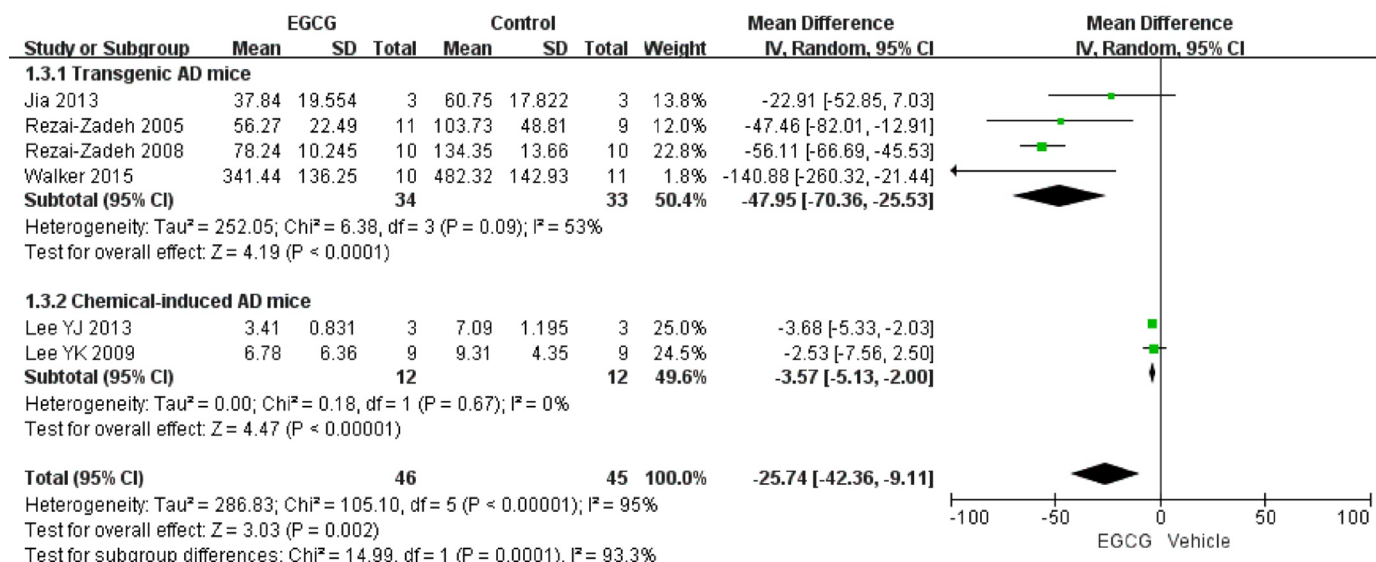 EGCG Control Mean Difference Mean Difference
Study or Subgroup Mean SD Total Mean SD Total Weight IV, Random, 95% CI IV, Random, 95% CI
1.3.1 Transgenic AD mice
Jia 2013 37.84 19.554 3 60.75 17.822 3 13.8% -22.91 [-52.85, 7.03]
Rezai-Zadeh 2005 56.27 22.49 11 103.73 48.81 9 12.0% -47.46 [-82.01, -12.91]
Rezai-Zadeh 2008 78.24 10.245 10 134.35 13.66 10 22.8% -56.11 [-66.69, -45.53]
Walker 2015 341.44 136.25 10 482.32 142.93 11 1.8% -140.88 [-260.32, -21.44]
Subtotal (95% CI) 34 33 50.4% -47.95 [-70.36, -25.53]
Heterogeneity: Tau² = 252.05; Chi² = 6.38, df = 3 (P = 0.09); I² = 53%
Test for overall effect: Z = 4.19 (P < 0.0001)
1.3.2 Chemical-induced AD mice
Lee YJ 2013 3.41 0.831 3 7.09 1.195 3 25.0% -3.68 [-5.33, -2.03]
Lee YK 2009 6.78 6.36 9 9.31 4.35 9 24.5% -2.53 [-7.56, 2.50]
Subtotal (95% CI) 12 12 49.6% -3.57 [-5.13, -2.00]
Heterogeneity: Tau² = 0.00; Chi² = 0.18, df = 1 (P = 0.67); I² = 0%
Test for overall effect: Z = 4.47 (P < 0.00001)
Total (95% CI) 46 45 100.0% -25.74 [-42.36, -9.11]
Heterogeneity: Tau² = 286.83; Chi² = 105.10, df = 5 (P < 0.00001); I² = 95%
Test for overall effect: Z = 3.03 (P = 0.002)
Test for subgroup differences: Chi² = 14.99, df = 1 (P = 0.0001), I² = 93.3%
-100 -50 0 50 100
EGCG Vehicle